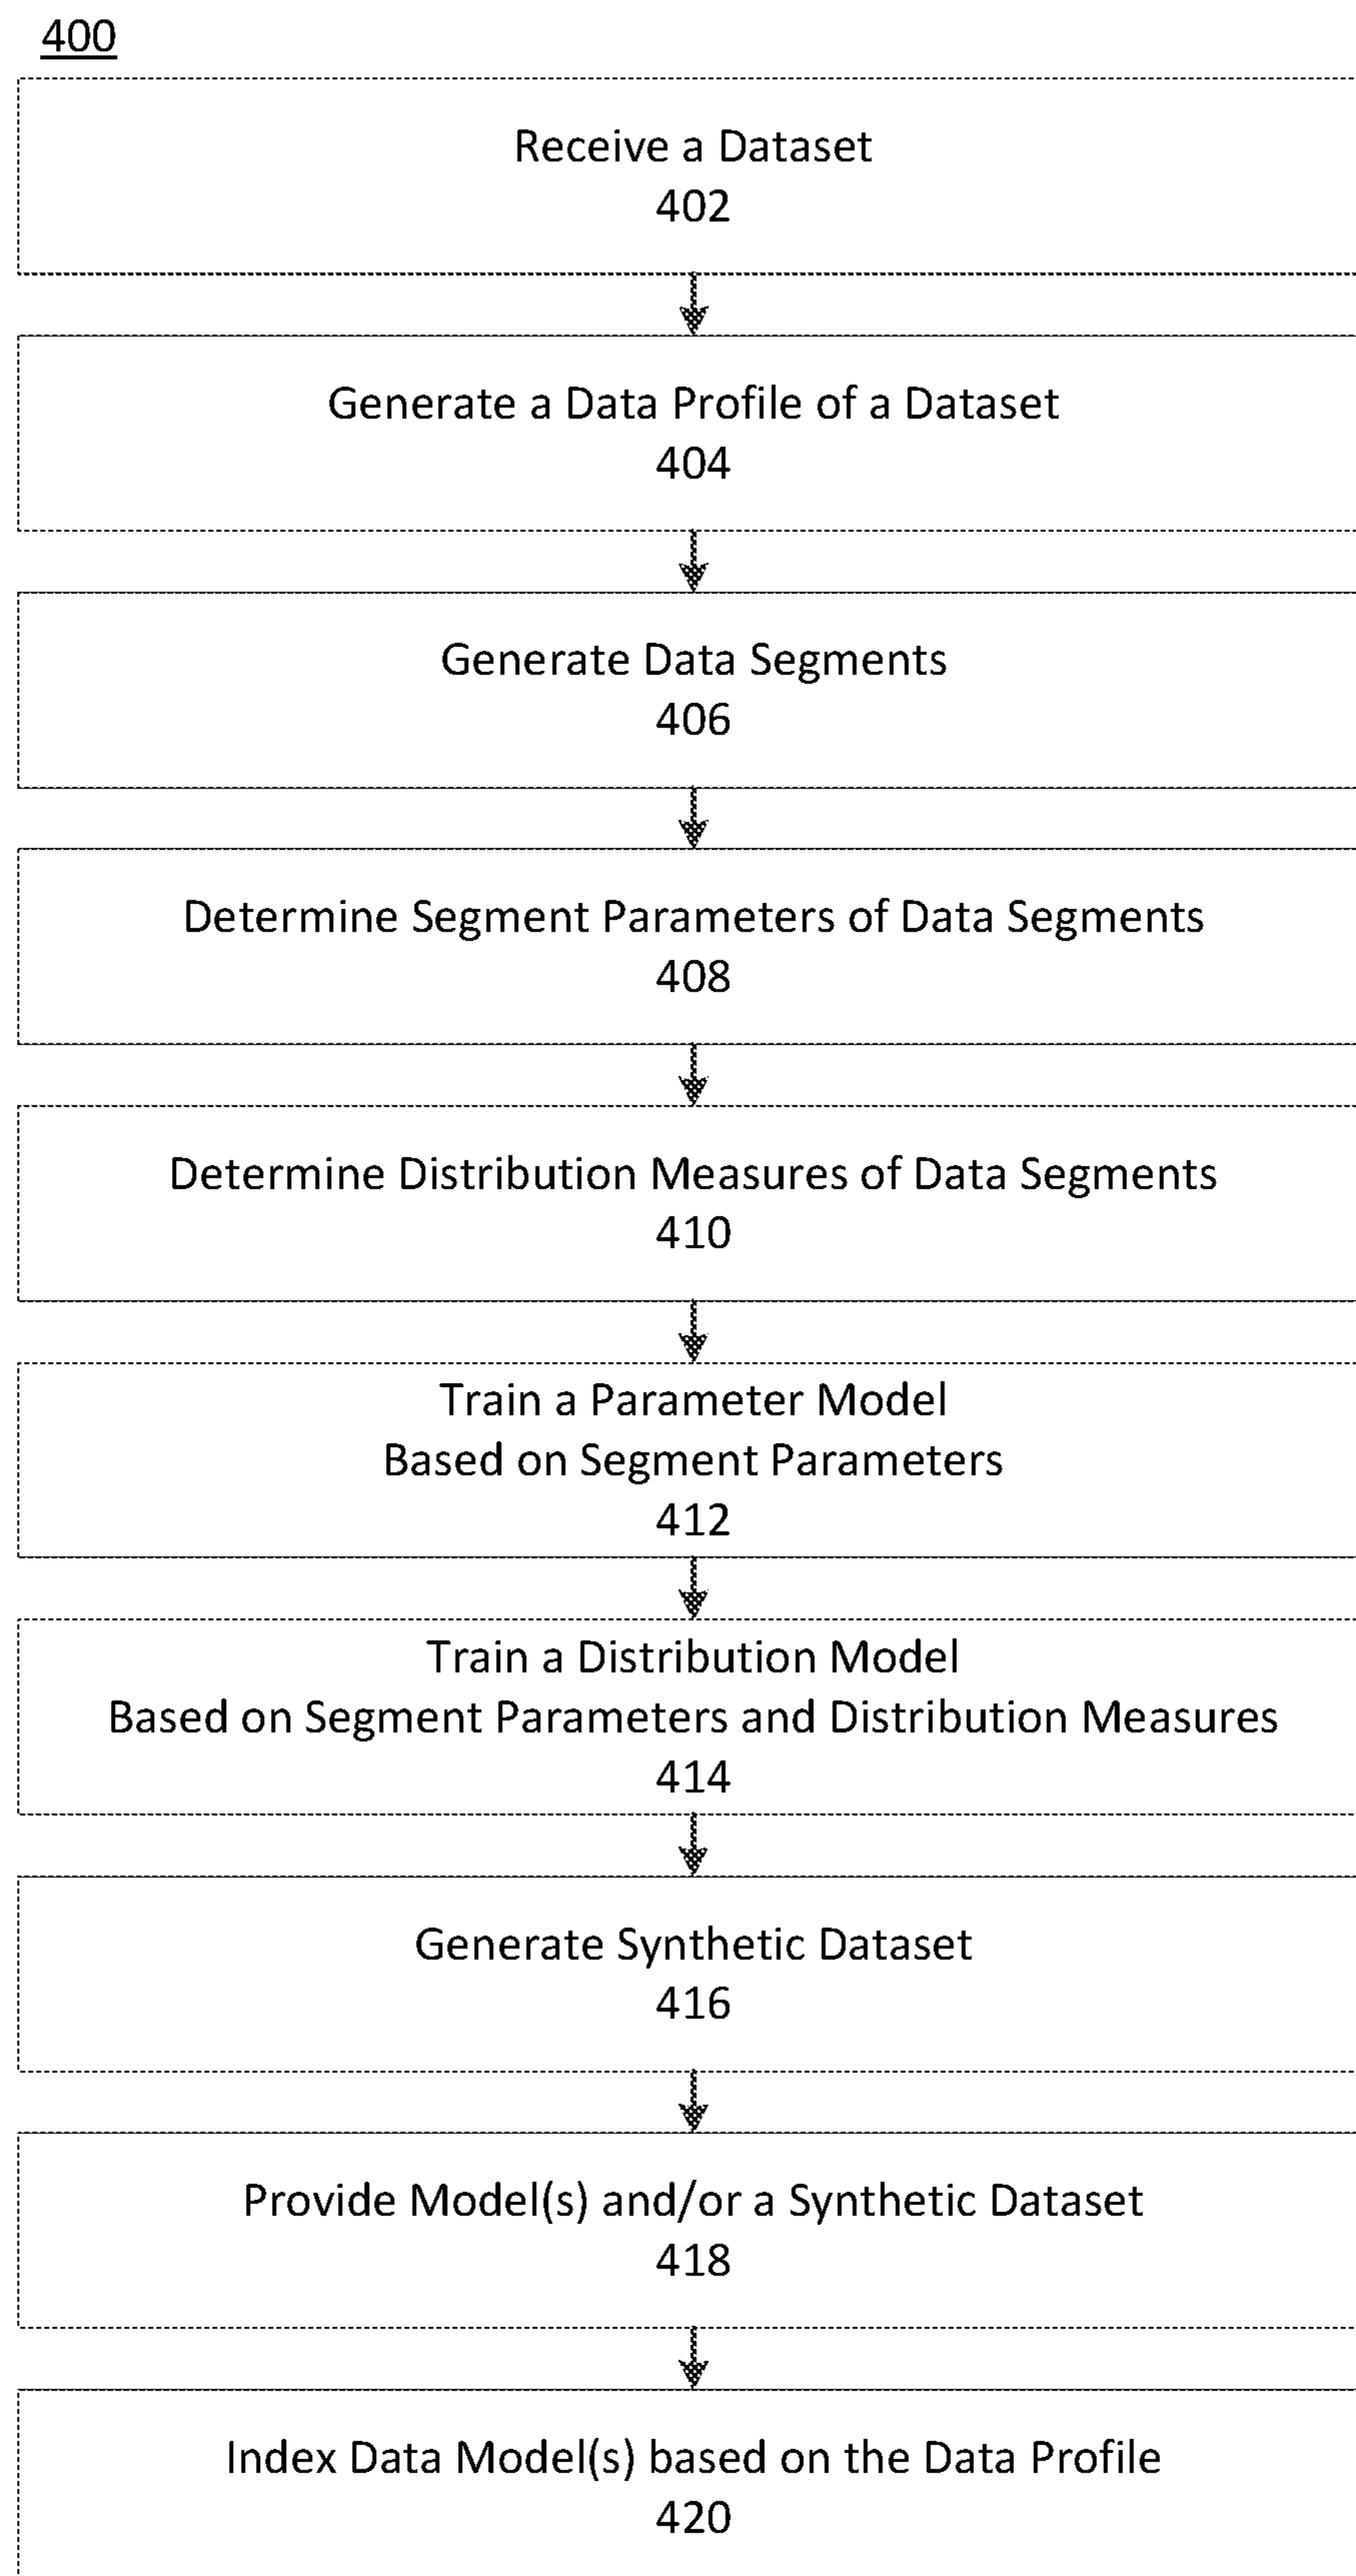 400
Receive a Dataset
402
Generate a Data Profile of a Dataset
404
Generate Data Segments
406
Determine Segment Parameters of Data Segments
408
Determine Distribution Measures of Data Segments
410
Train a Parameter Model
Based on Segment Parameters
412
Train a Distribution Model
Based on Segment Parameters and Distribution Measures
414
Generate Synthetic Dataset
416
Provide Model(s) and/or a Synthetic Dataset
418
Index Data Model(s) based on the Data Profile
420